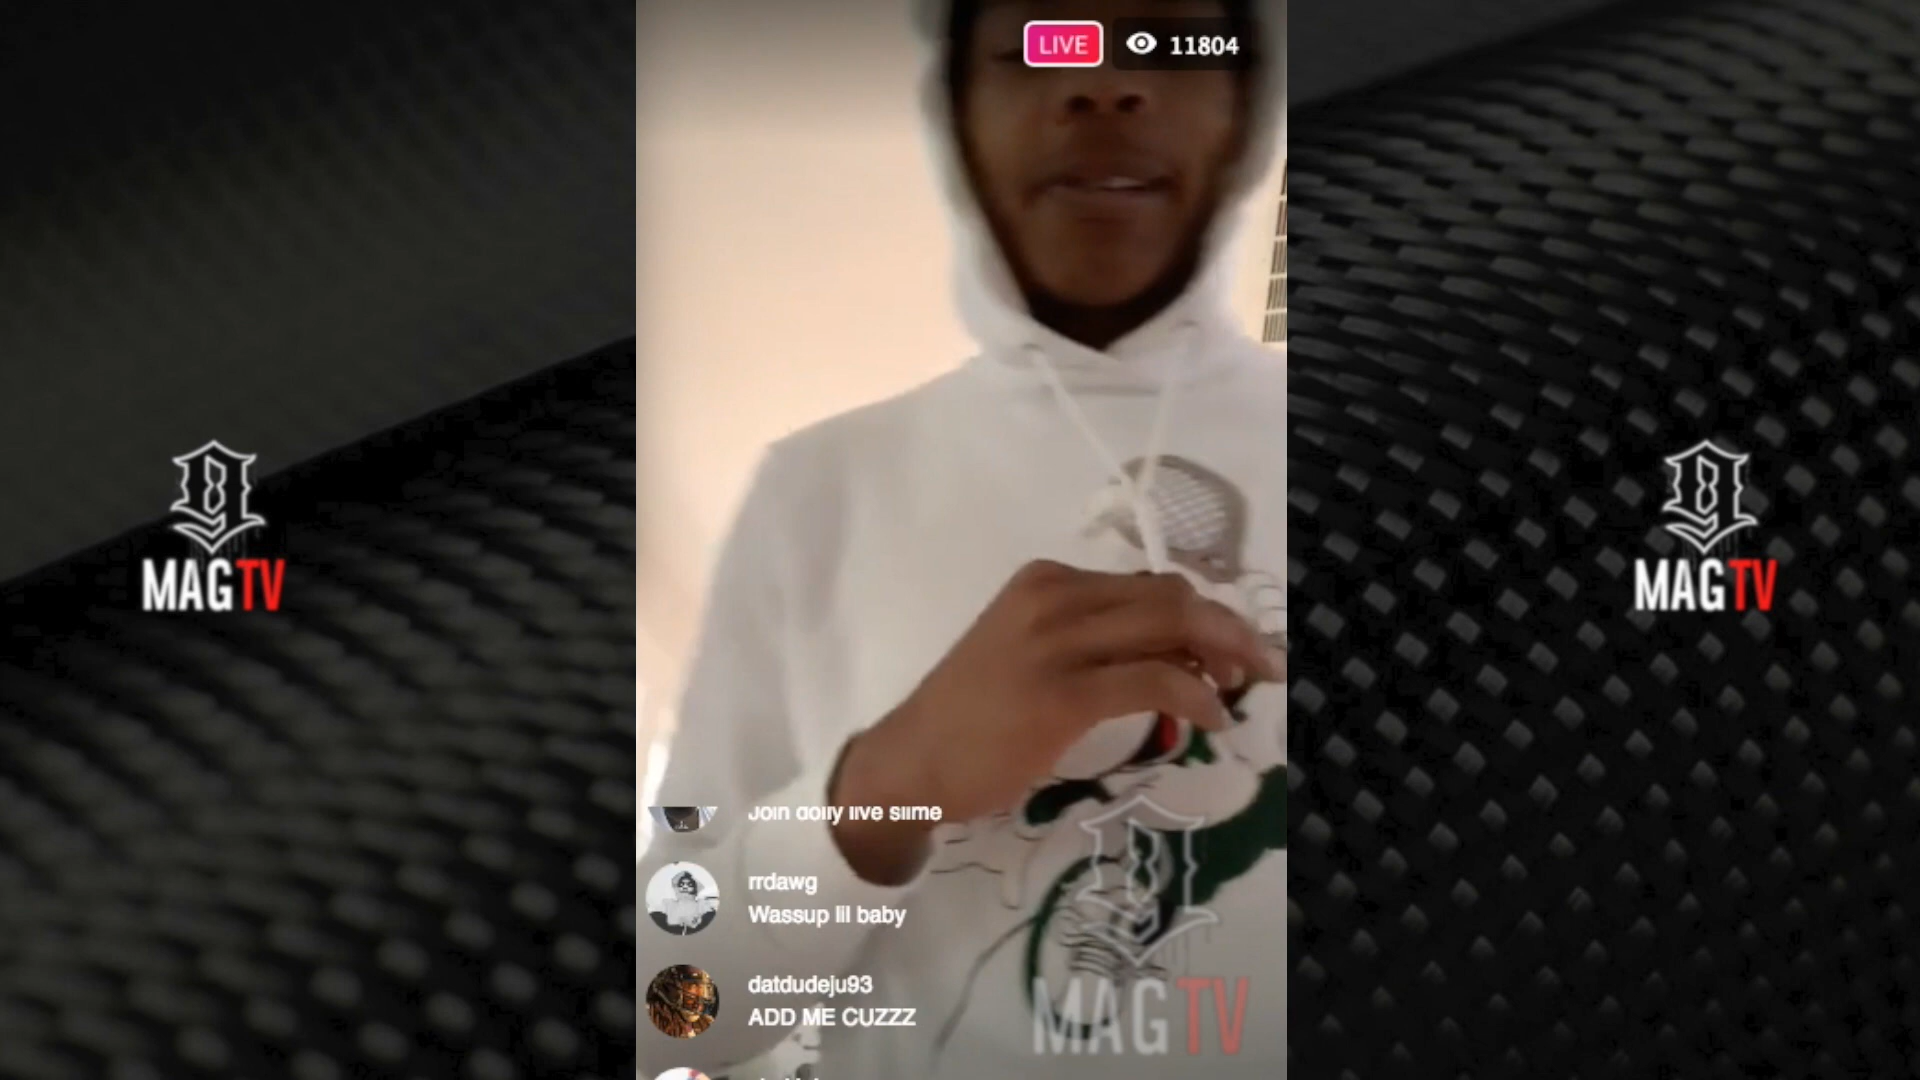 LIVE
11804
MAGTV
MAGTV
Join dolly live slime
rrdawg
Wassup lil baby
datdudeju93
ADD ME CUZZZ
MAGTV